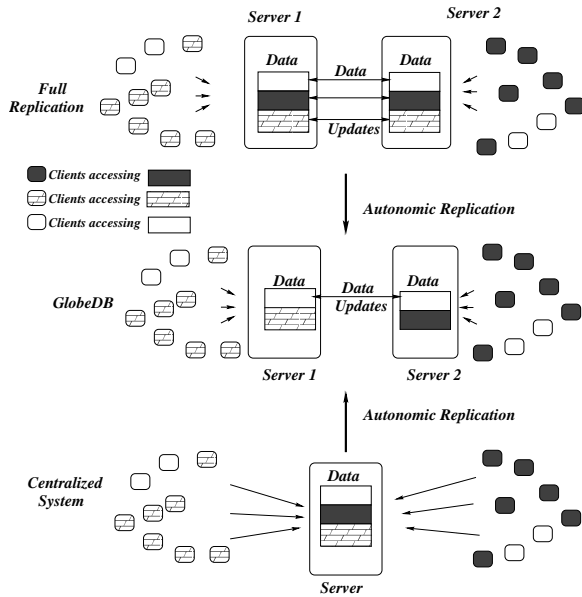 Server 1
Server 2
Full
Replication
Data
Data
Data
Updates
Clients accessing
Clients accessing
Clients accessing
Autonomic Replication
GlobeDB
Data
Data
Updates
Data
Server 1
Server 2
Autonomic Replication
Centralized
System
Data
Server